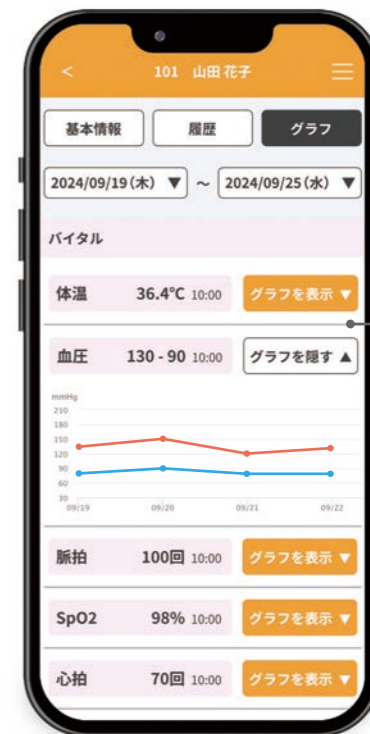 < 101 山田 花子
基本情報 履歴 グラフ
2024/09/19(木) ▼ ~ 2024/09/25(水) ▼
バイタル
体温 36.4℃ 10:00 グラフを表示 ▼
血圧 130 - 90 10:00 グラフを隠す ▲
mmHg
210
180
150
120
90
60
30
09/19 09/20 09/21 09/22
脈拍 100回 10:00 グラフを表示 ▼
SpO2 98% 10:00 グラフを表示 ▼
心拍 70回 10:00 グラフを表示 ▼